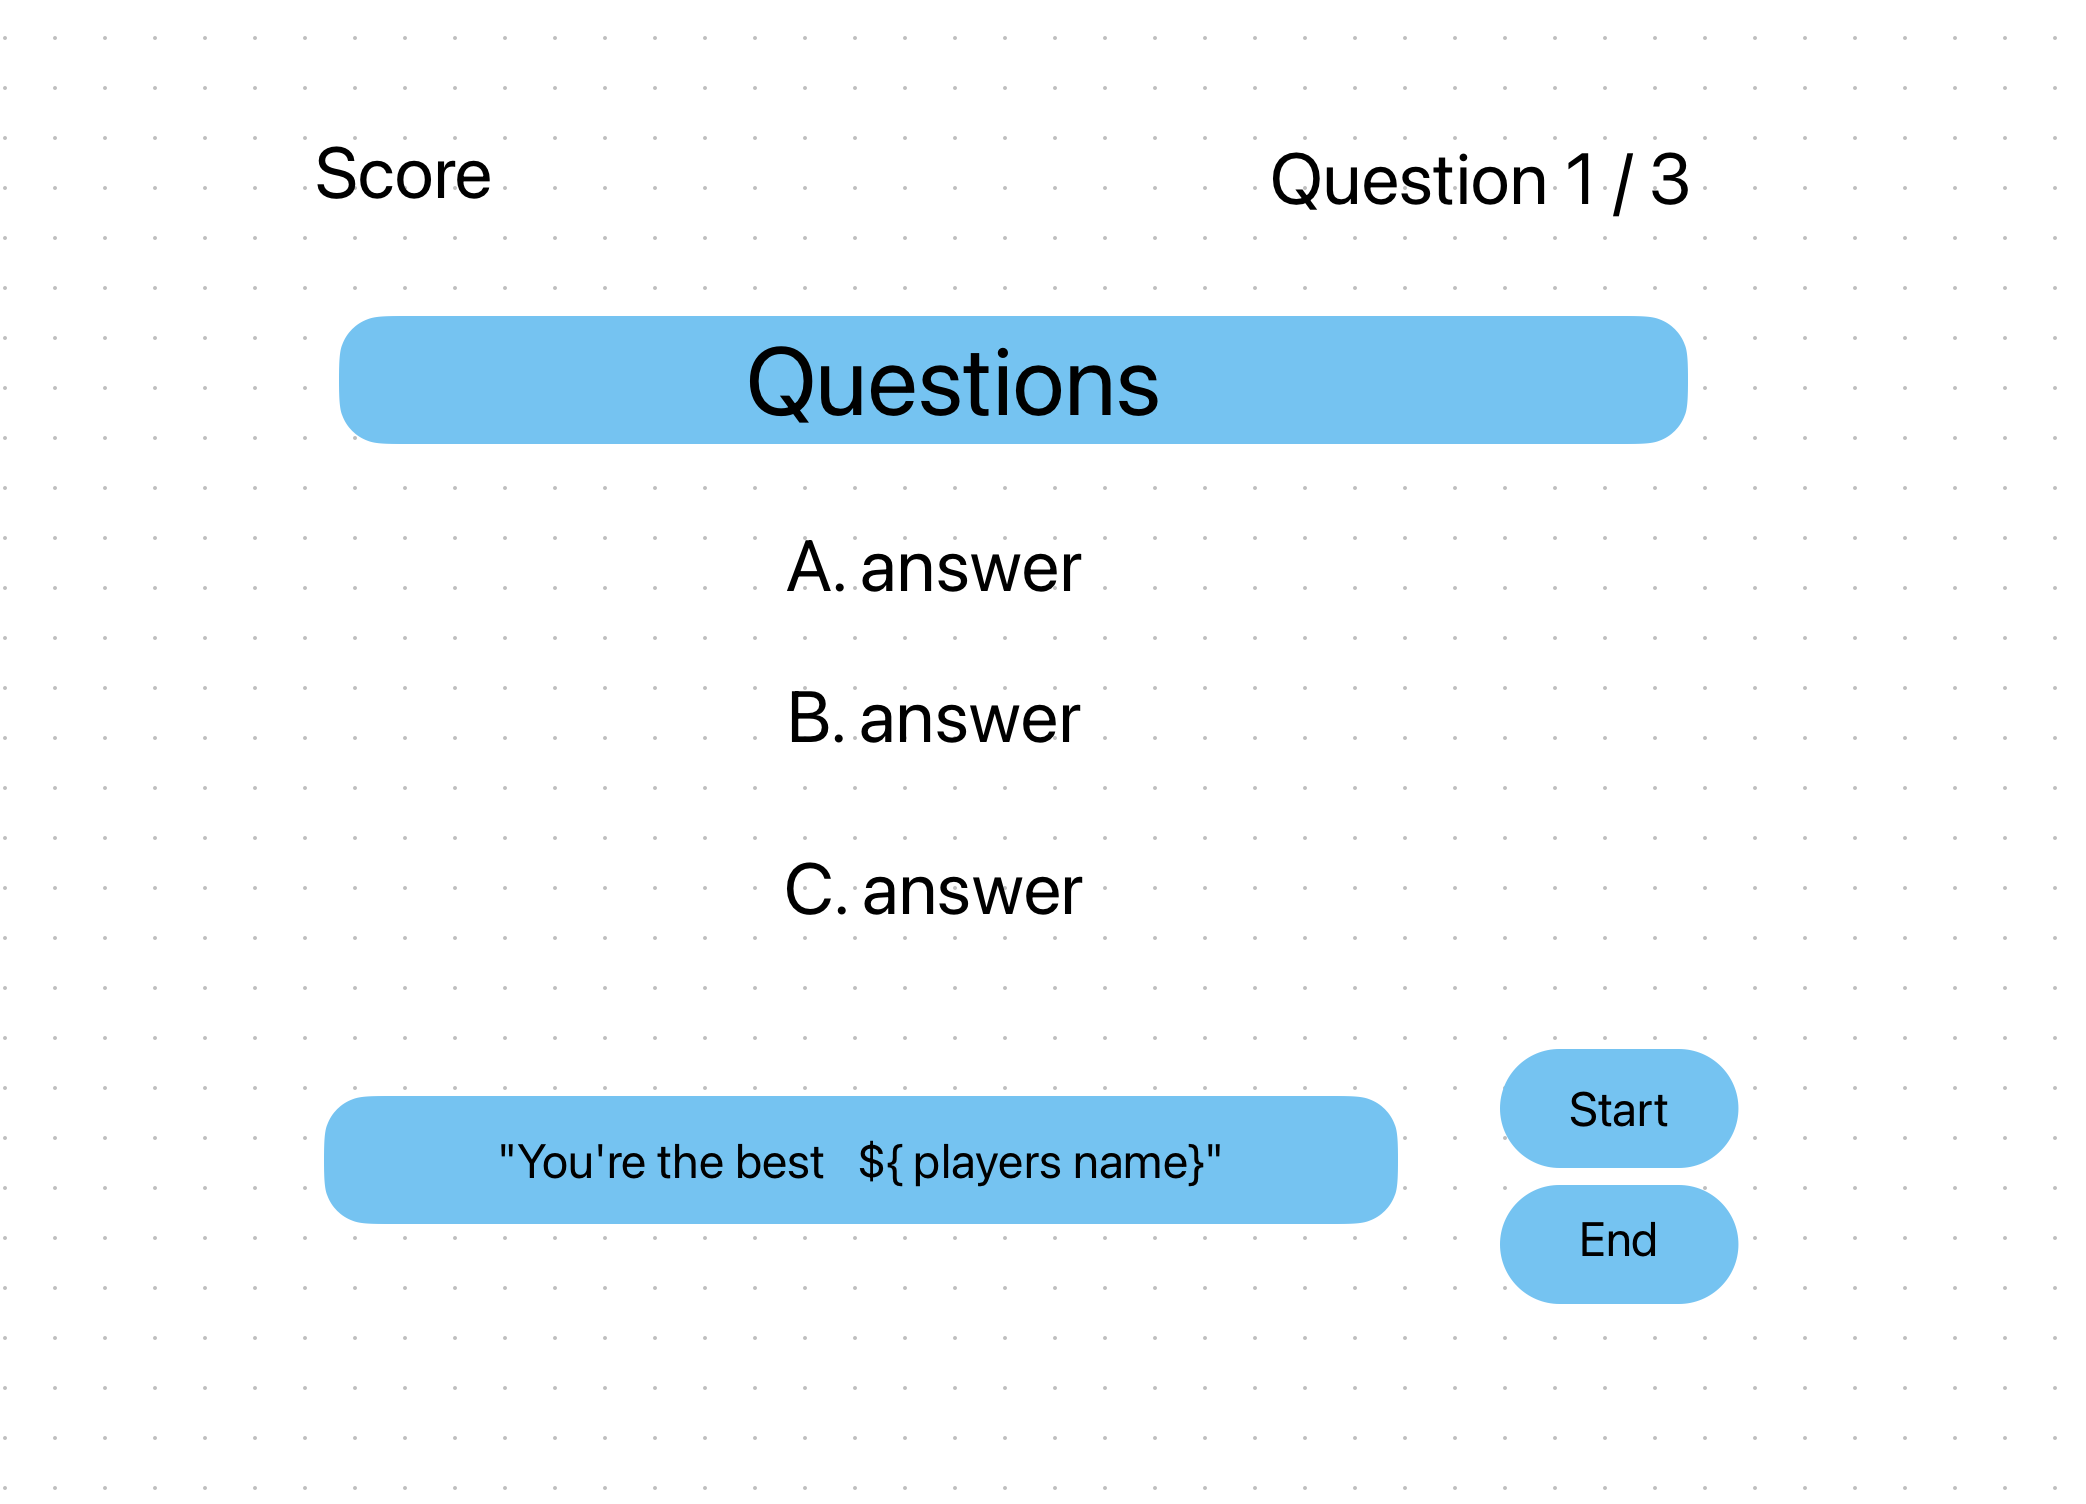 Score
Question 1 / 3
Questions
A. answer
B. answer
C. answer
Start
"You're the best ${ players name}"
End